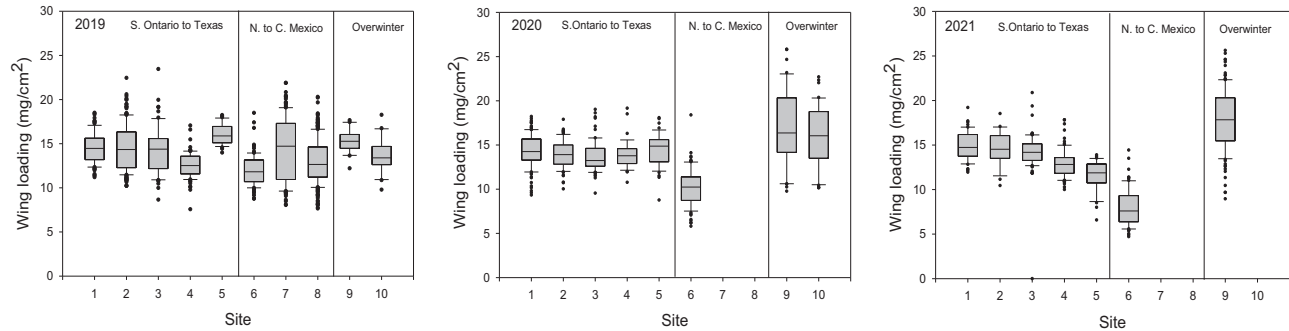 2019 S. Ontario to Texas N. to C. Mexico Overwinter
30
25
20
15
10
5
0
Wing loading (mg/cm2)
1 2 3 4 5 6 7 8 9 10
Site
2020 S.Ontario to Texas N. to C. Mexico Overwinter
30
25
20
15
10
5
0
Wing loading (mg/cm2)
1 2 3 4 5 6 7 8 9 10
Site
2021 S.Ontario to Texas N. to C. Mexico Overwinter
30
25
20
15
10
5
0
Wing loading (mg/cm2)
1 2 3 4 5 6 7 8 9 10
Site